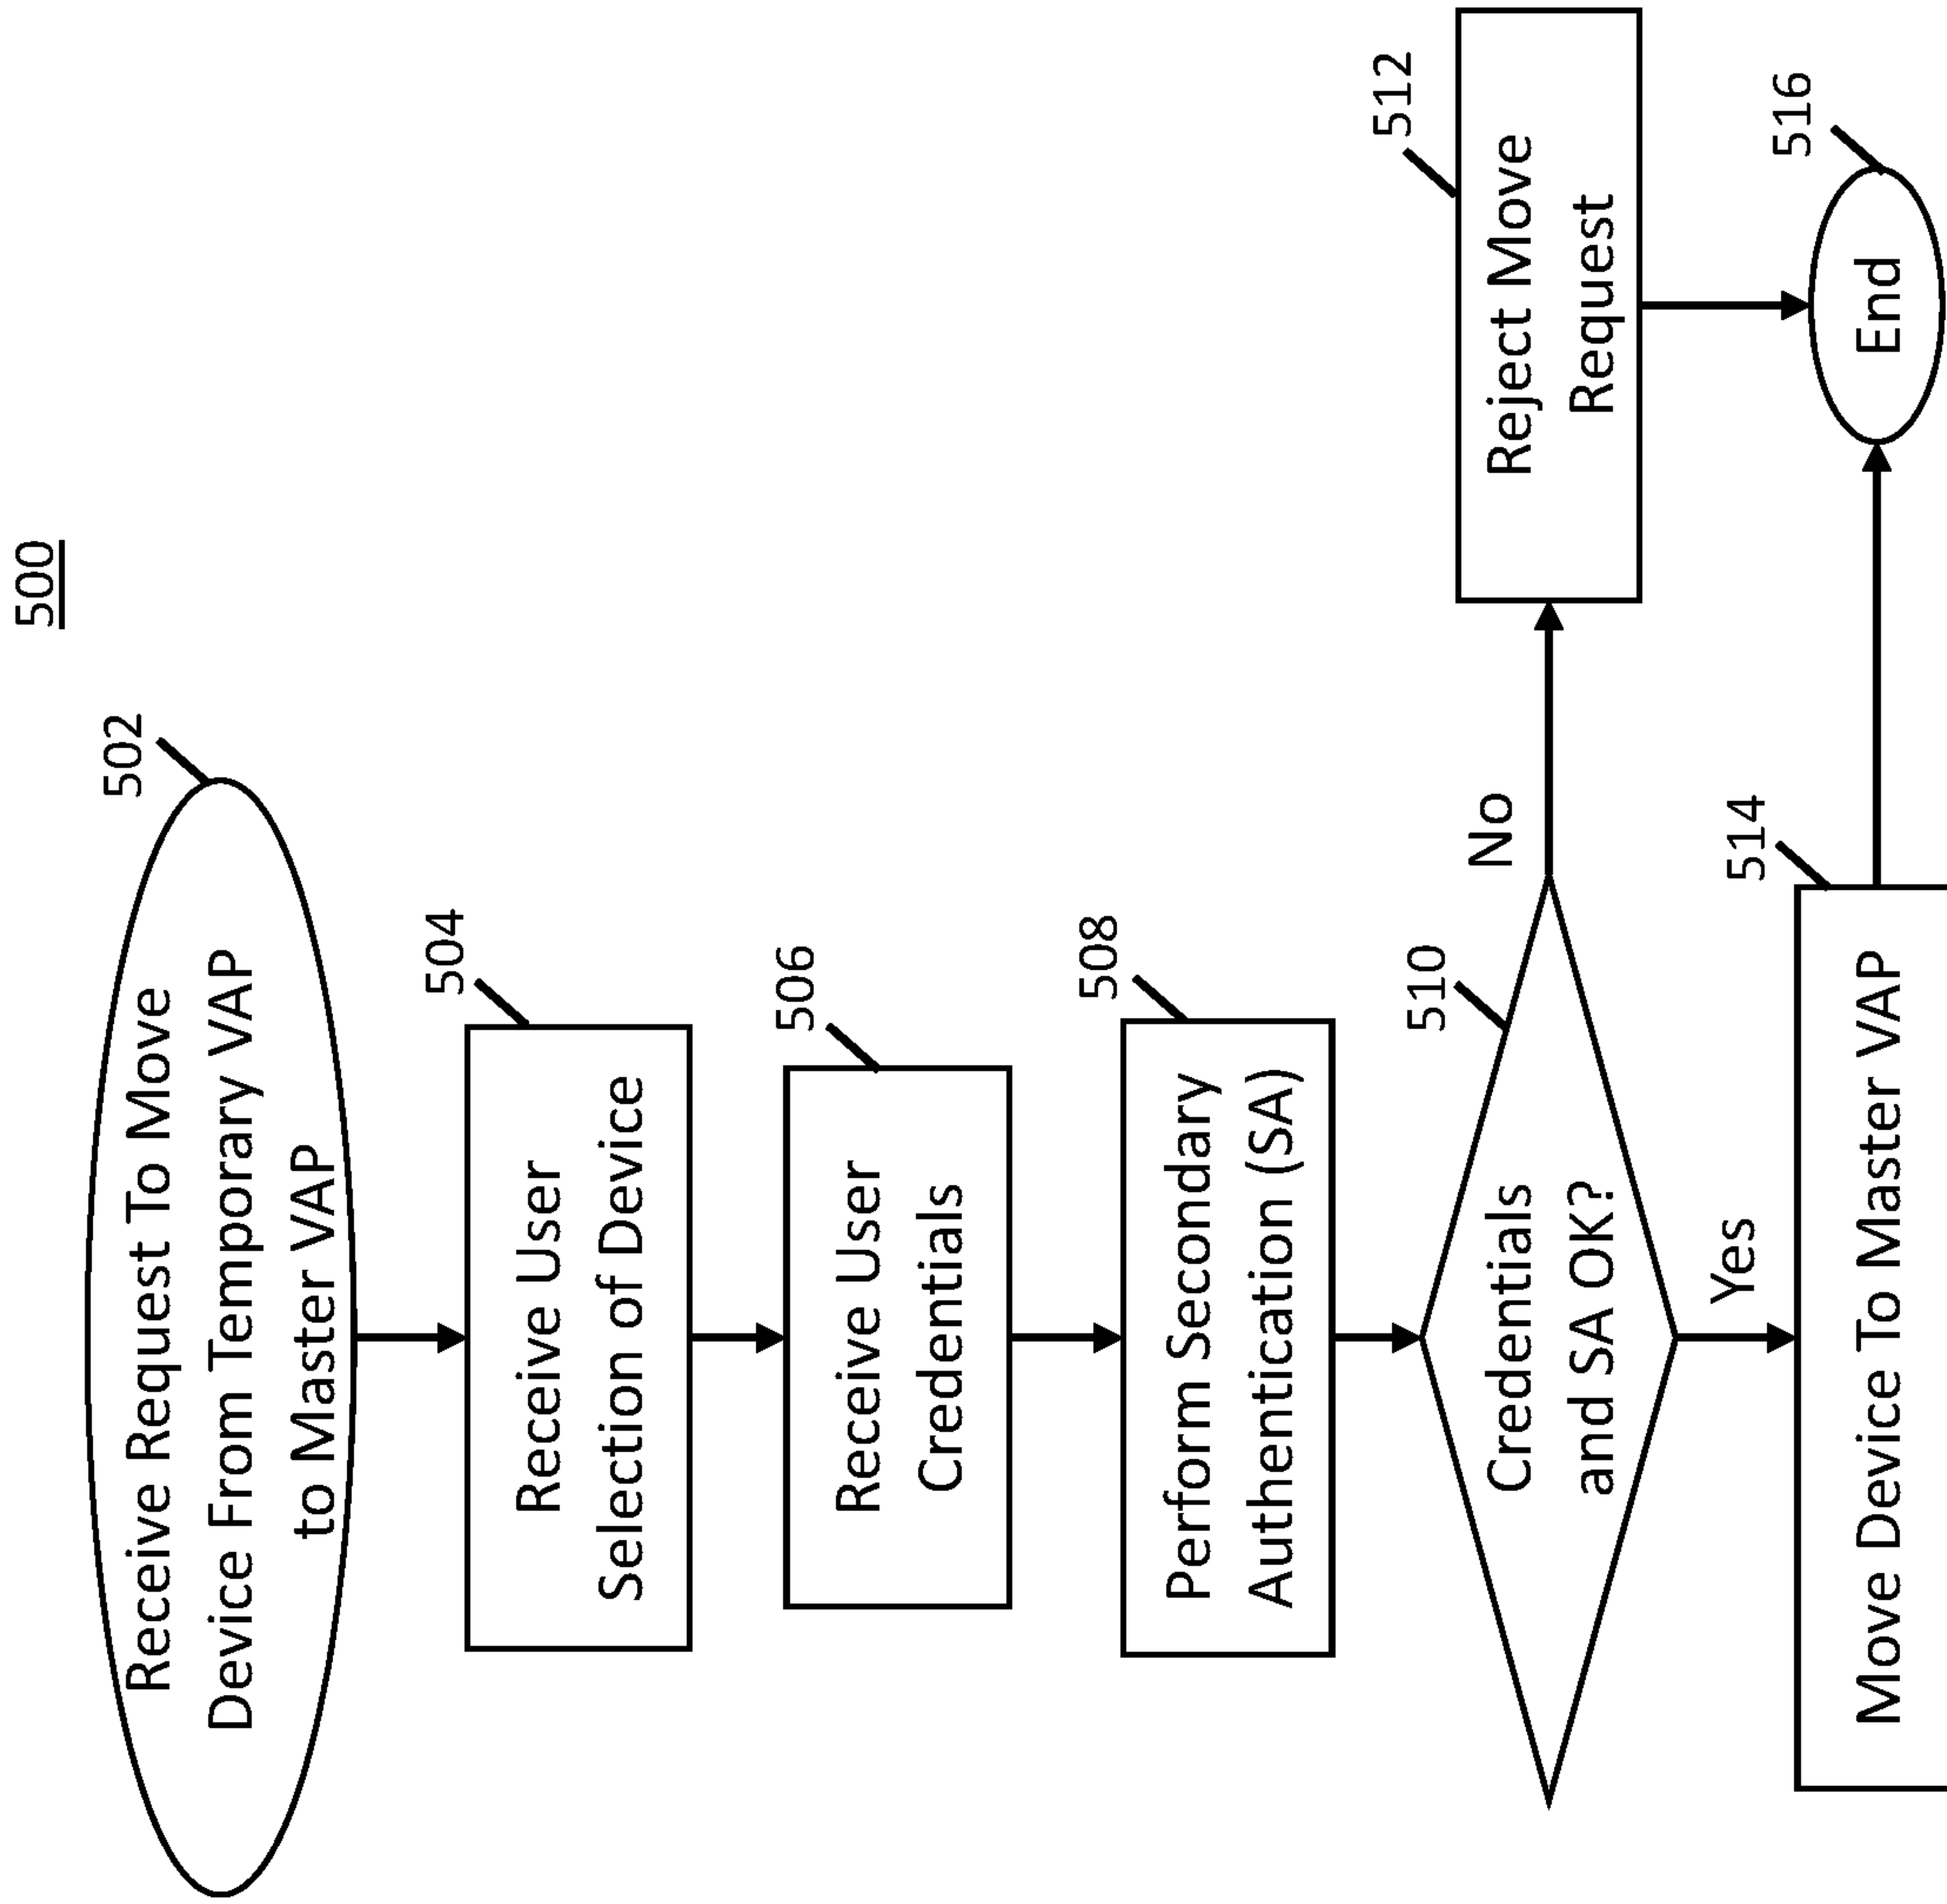 500
502
Receive Request To Move
Device From Temporary VAP
to Master VAP
504
Receive User
Selection of Device
506
Receive User
Credentials
508
Perform Secondary
Authentication (SA)
510
Credentials
and SA OK?
No
512
Reject Move
Request
Yes
514
Move Device To Master VAP
516
End